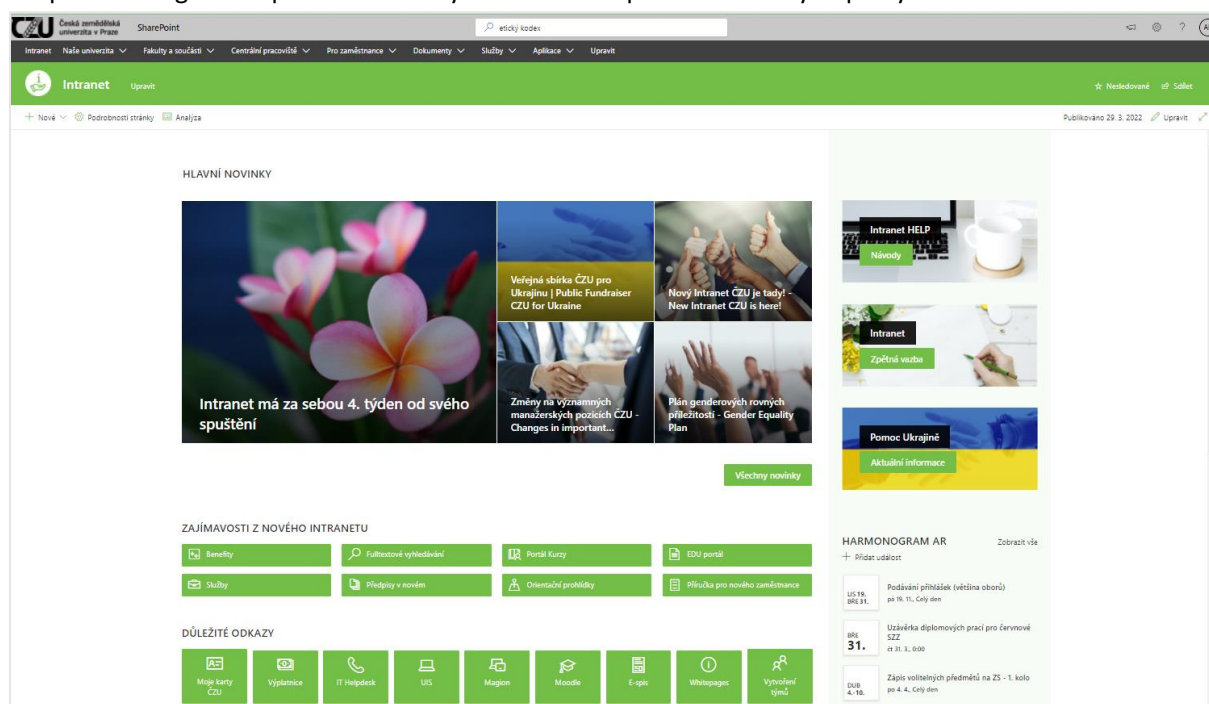 Česká zemědělská
univerzita v Praze
SharePoint
etický kodex
Intranet Naše univerzita Fakulty a součásti Centrální pracoviště Pro zaměstnance Dokumenty Služby Aplikace Upravit
Intranet Upravit
Nesledované Sdílet
Nové Podrobnosti stránky Analýza
Publikováno 29. 3. 2022 Upravit
HLAVNÍ NOVINKY
Intranet má za sebou 4. týden od svého
spuštění
Veřejná sbírka ČZU pro
Ukrajinu | Public Fundraiser
CZU for Ukraine
Nový Intranet ČZU je tady! -
New Intranet CZU is here!
Změny na významných
manažerských pozicích ČZU -
Changes in important...
Plán genderových rovných
příležitostí - Gender Equality
Plan
Všechny novinky
Intranet HELP
Návody
Intranet
Zpětná vazba
Pomoc Ukrajině
Aktuální informace
ZAJÍMAVOSTI Z NOVÉHO INTRANETU
Benefity
Fulltextové vyhledávání
Portál Kurzy
EDU portál
Služby
Předpisy v novém
Orientační prohlídky
Příručka pro nového zaměstnance
DŮLEŽITÉ ODKAZY
Moje karty
ČZU
Výplatnice
IT Helpdesk
UIS
Magion
Moodle
E-spis
Whitepages
Vytvoření
týmů
HARMONOGRAM AR
Zobrazit vše
Přidat událost
LIS 19.
BŘE 31.
Podávání přihlášek (většina oborů)
pá 19. 11., Celý den
BŘE
31.
Uzávěrka diplomových prací pro červnové
SZZ
čt 31. 3., 0:00
DUB
4.-10.
Zápis volitelných předmětů na ZS - 1. kolo
po 4. 4., Celý den